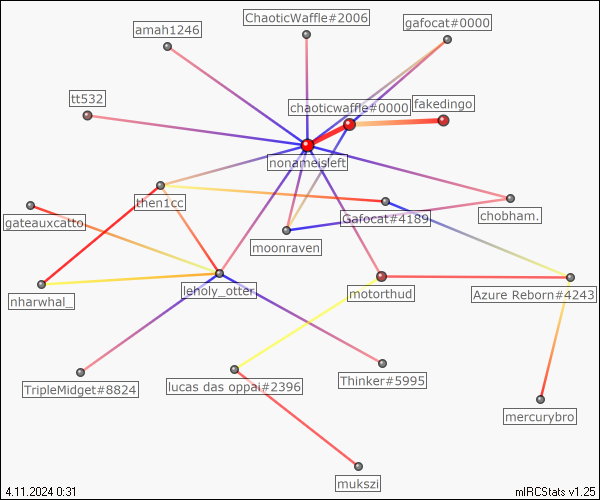 ChaoticWaffle#2006
gafocat#0000
amah1246
tt532
chaoticwaffle#0000
fakedingo
nonameisleft
then1cc
gateauxcatto
Gafocat#4189
chobham.
moonraven
nharwhal_
leholy_otter
motorthud
Azure Reborn#4243
TripleMidget#8824
lucas das oppai#2396
Thinker#5995
mercurybro
mukszi
4.11.2024 0:31
mIRCStats v1.25